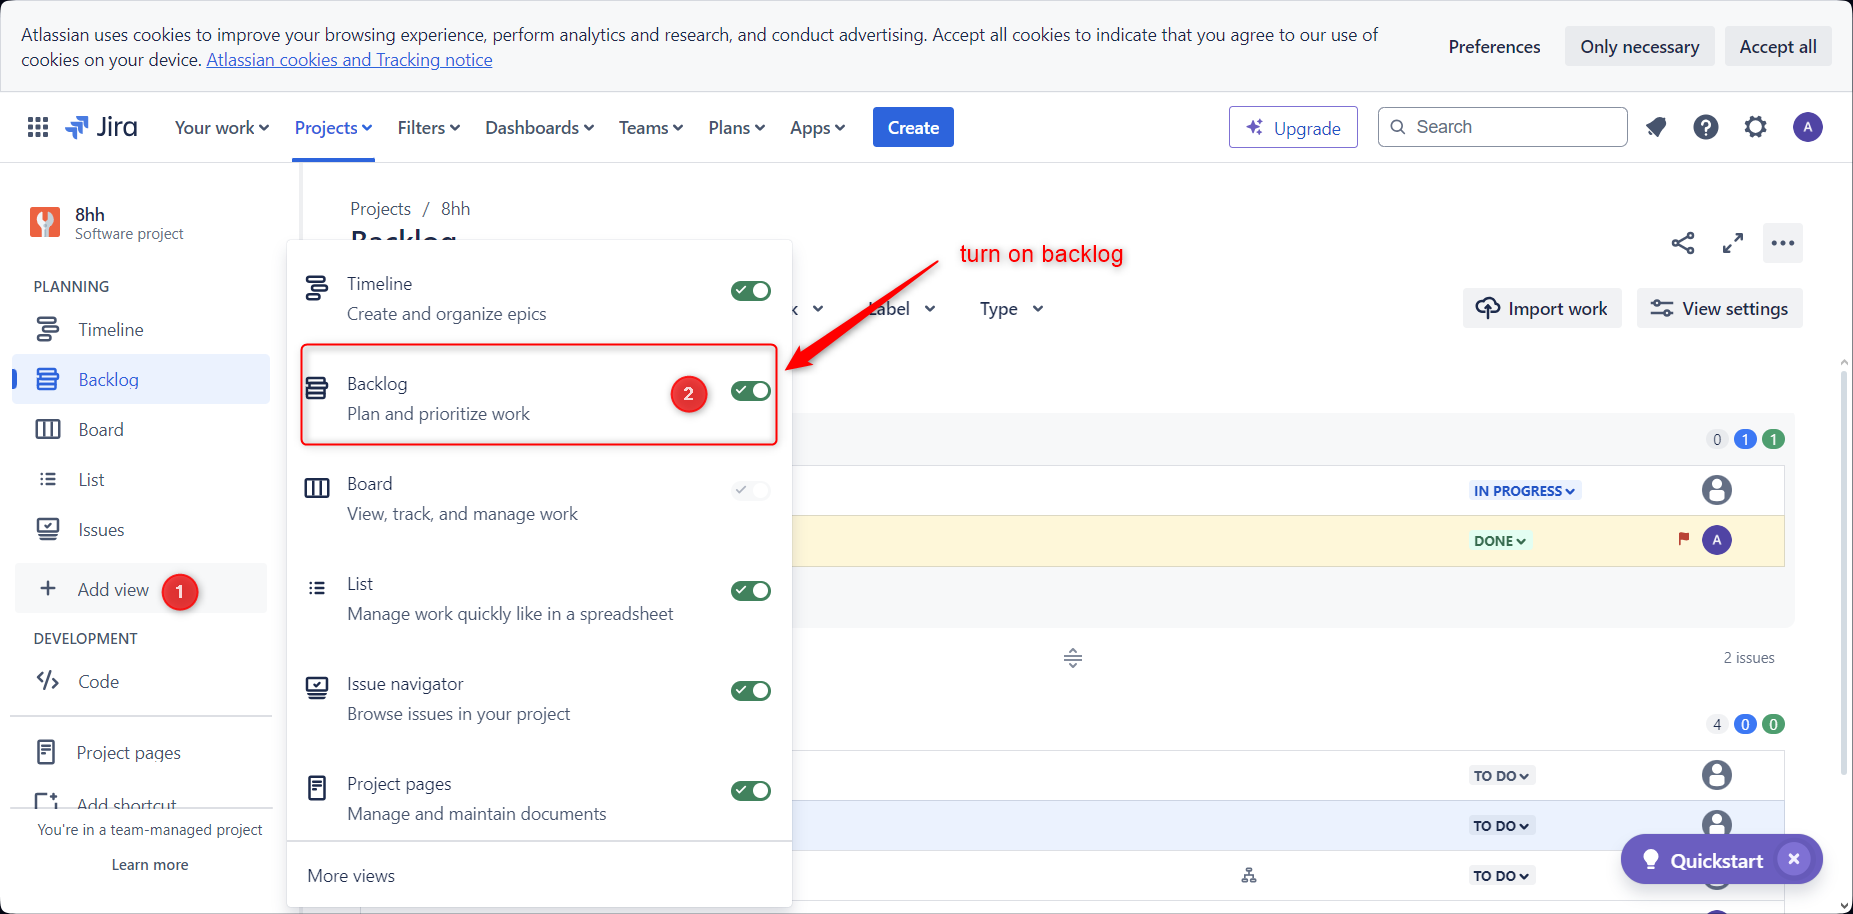 Atlassian uses cookies to improve your browsing experience, perform analytics and research, and conduct advertising. Accept all cookies to indicate that you agree to our use of
cookies on your device. Atlassian cookies and Tracking notice
Preferences
Only necessary
Accept all
Jira
Your work
Projects
Filters
Dashboards
Teams
Plans
Apps
Create
Upgrade
Search
A
8hh
Software project
PLANNING
Timeline
Backlog
Board
List
Issues
Add view
1
DEVELOPMENT
Code
Project pages
Add shortcut
You're in a team-managed project
Learn more
Projects / 8hh
Backlog
turn on backlog
Timeline
Create and organize epics
Backlog
Plan and prioritize work
2
Board
View, track, and manage work
List
Manage work quickly like in a spreadsheet
Issue navigator
Browse issues in your project
Project pages
Manage and maintain documents
More views
k
Label
Type
Import work
View settings
0 1 1
IN PROGRESS
DONE
A
2 issues
4 0 0
TO DO
TO DO
TO DO
Quickstart